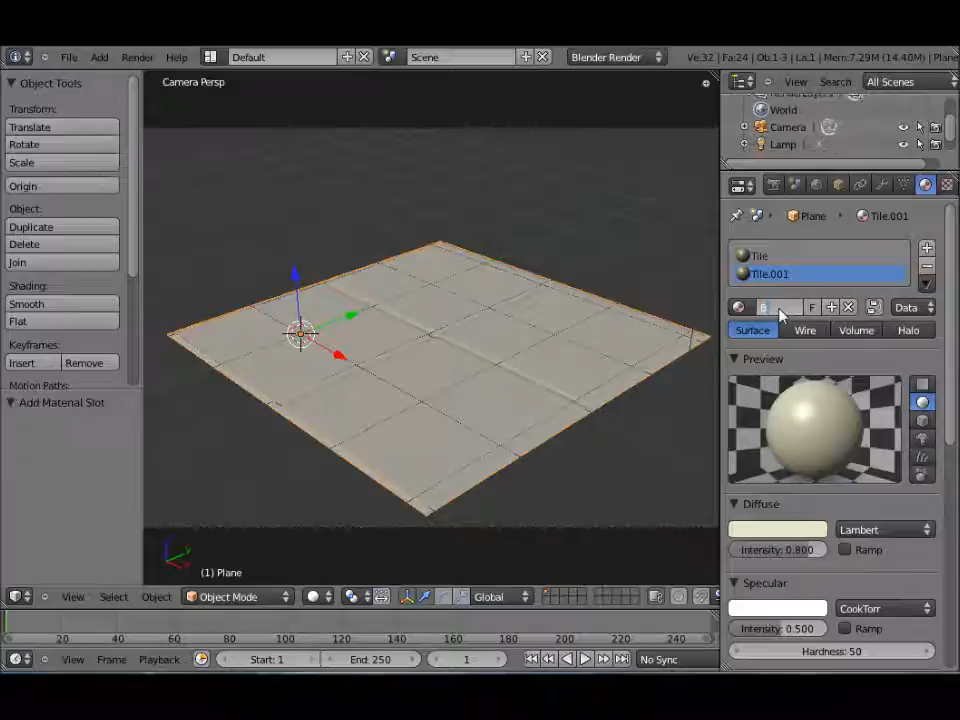 File Add Render Help Default Scene Blender Render Ve:32 | Fa:24 | Ob:1-3 | La:1 | Mem:7.29M (14.40M) | Plane
Object Tools
Transform:
Translate
Rotate
Scale
Origin
Object:
Duplicate
Delete
Join
Shading:
Smooth
Flat
Keyframes:
Insert Remove
Motion Paths:
Add Material Slot
Camera Persp
(1) Plane
View Search All Scenes
World
Camera
Lamp
Plane Tile.001
Tile
Tile.001
B F Data
Surface Wire Volume Halo
Preview
Diffuse
Lambert
Intensity: 0.800 Ramp
Specular
CookTorr
Intensity: 0.500 Ramp
Hardness: 50
View Select Object Object Mode Global
20 40 60 80 100 120 140 160 180 200 220 240
View Frame Playback Start: 1 End: 250 1 No Sync